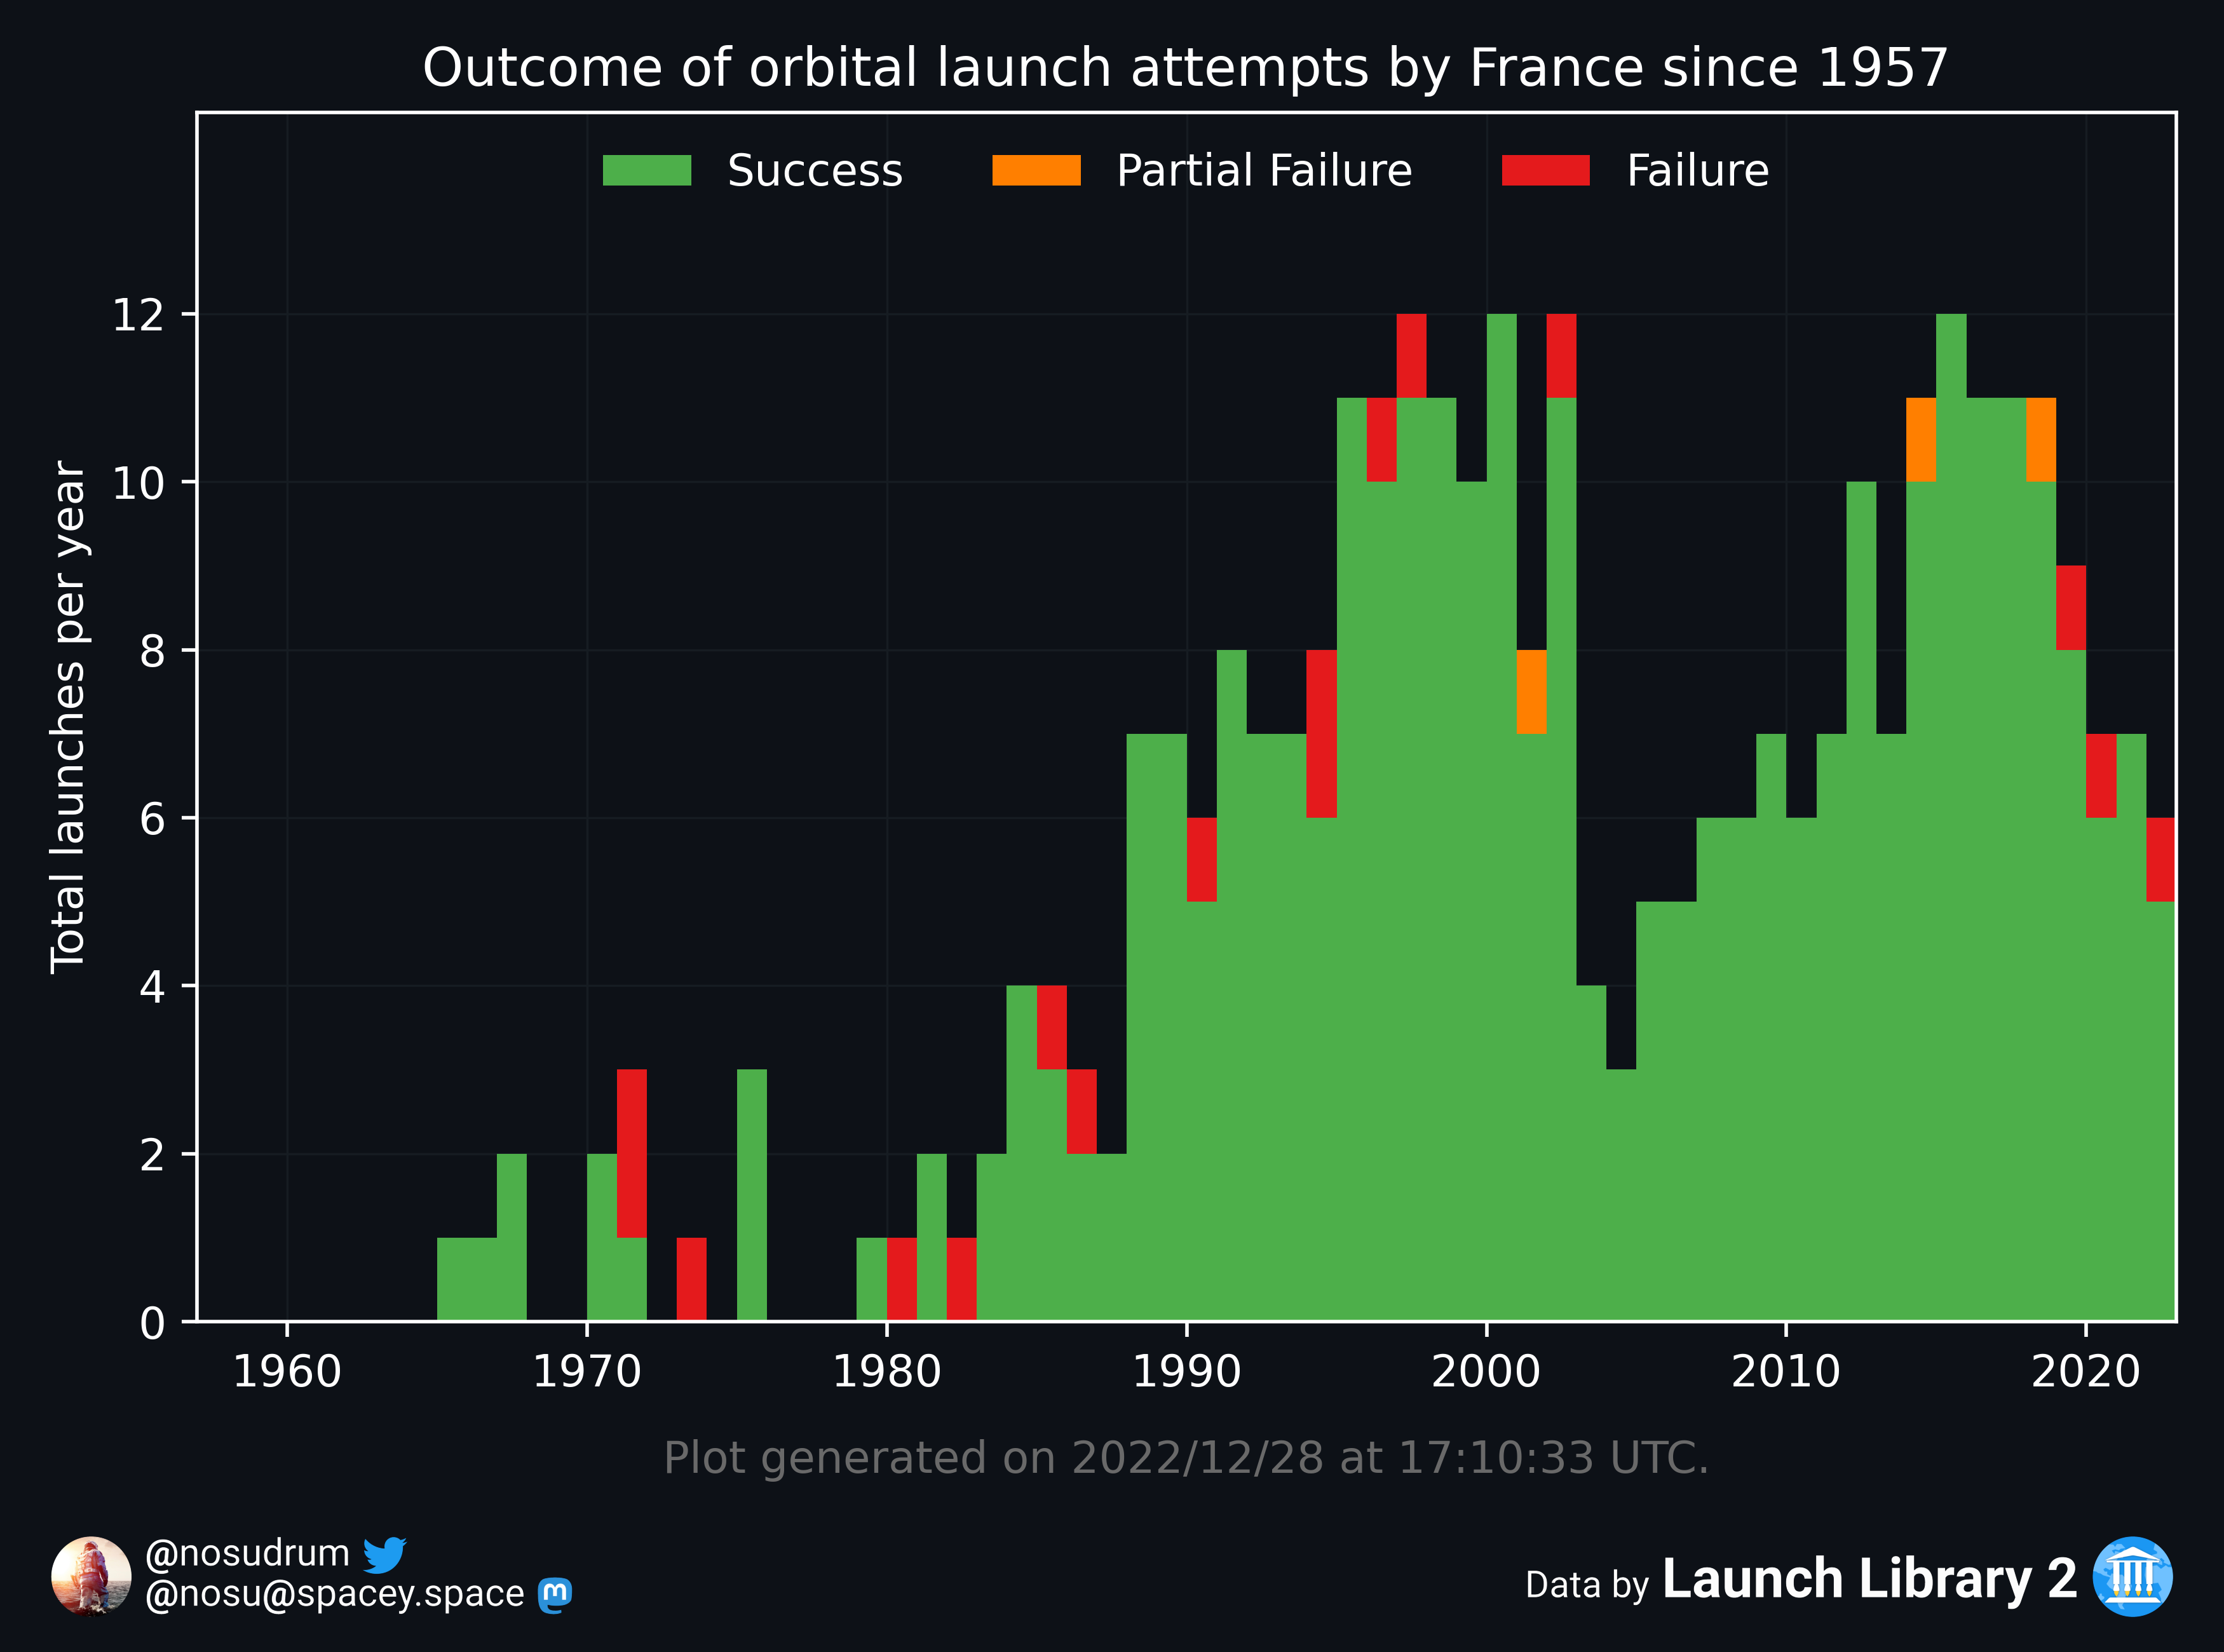 Outcome of orbital launch attempts by France since 1957
Success Partial Failure Failure
Total launches per year
12
10
8
6
4
2
0
1960 1970 1980 1990 2000 2010 2020
Plot generated on 2022/12/28 at 17:10:33 UTC.
@nosudrum
@nosu@spacey.space
Data by Launch Library 2